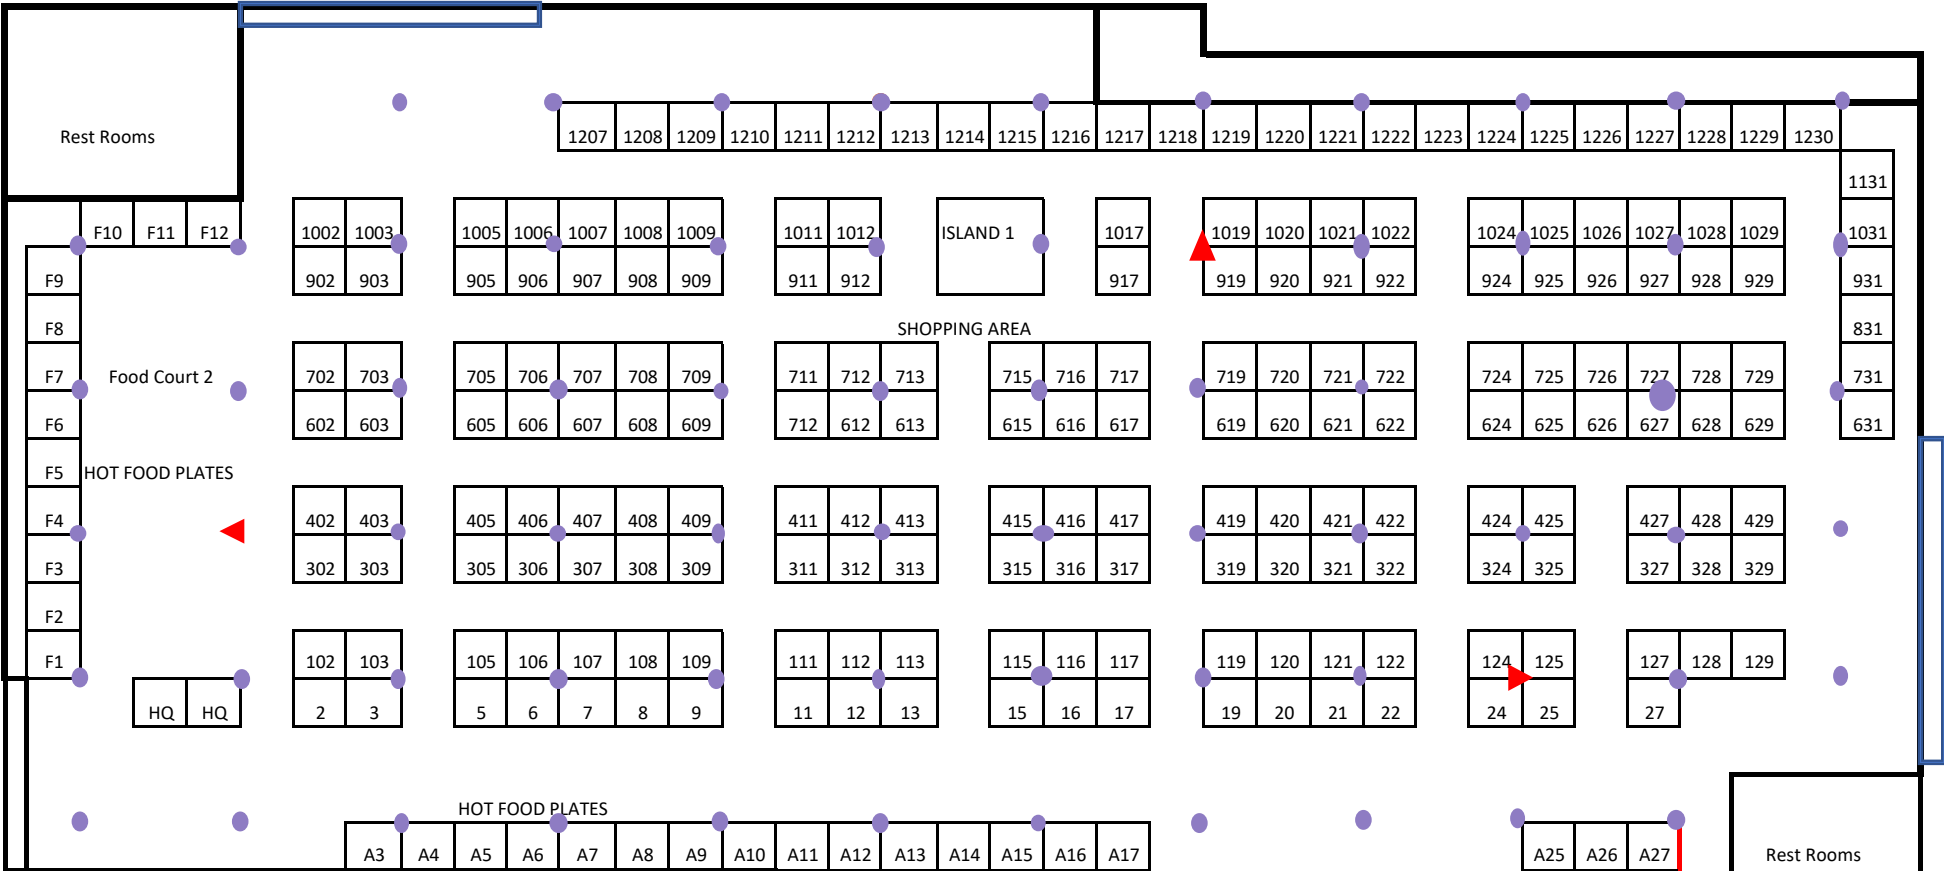 Rest Rooms
1207 1208 1209 1210 1211 1212 1213 1214 1215 1216 1217 1218 1219 1220 1221 1222 1223 1224 1225 1226 1227 1228 1229 1230
1131
F10 F11 F12 1002 1003 1005 1006 1007 1008 1009 1011 1012 ISLAND 1 1017 1019 1020 1021 1022 1024 1025 1026 1027 1028 1029 1031
F9 902 903 905 906 907 908 909 911 912 917 919 920 921 922 924 925 926 927 928 929 931
F8 SHOPPING AREA 831
F7 Food Court 2 702 703 705 706 707 708 709 711 712 713 715 716 717 719 720 721 722 724 725 726 727 728 729 731
F6 602 603 605 606 607 608 609 712 612 613 615 616 617 619 620 621 622 624 625 626 627 628 629 631
F5 HOT FOOD PLATES
F4 402 403 405 406 407 408 409 411 412 413 415 416 417 419 420 421 422 424 425 427 428 429
F3 302 303 305 306 307 308 309 311 312 313 315 316 317 319 320 321 322 324 325 327 328 329
F2
F1 102 103 105 106 107 108 109 111 112 113 115 116 117 119 120 121 122 124 125 127 128 129
HQ HQ 2 3 5 6 7 8 9 11 12 13 15 16 17 19 20 21 22 24 25 27
HOT FOOD PLATES
A3 A4 A5 A6 A7 A8 A9 A10 A11 A12 A13 A14 A15 A16 A17 A25 A26 A27 Rest Rooms